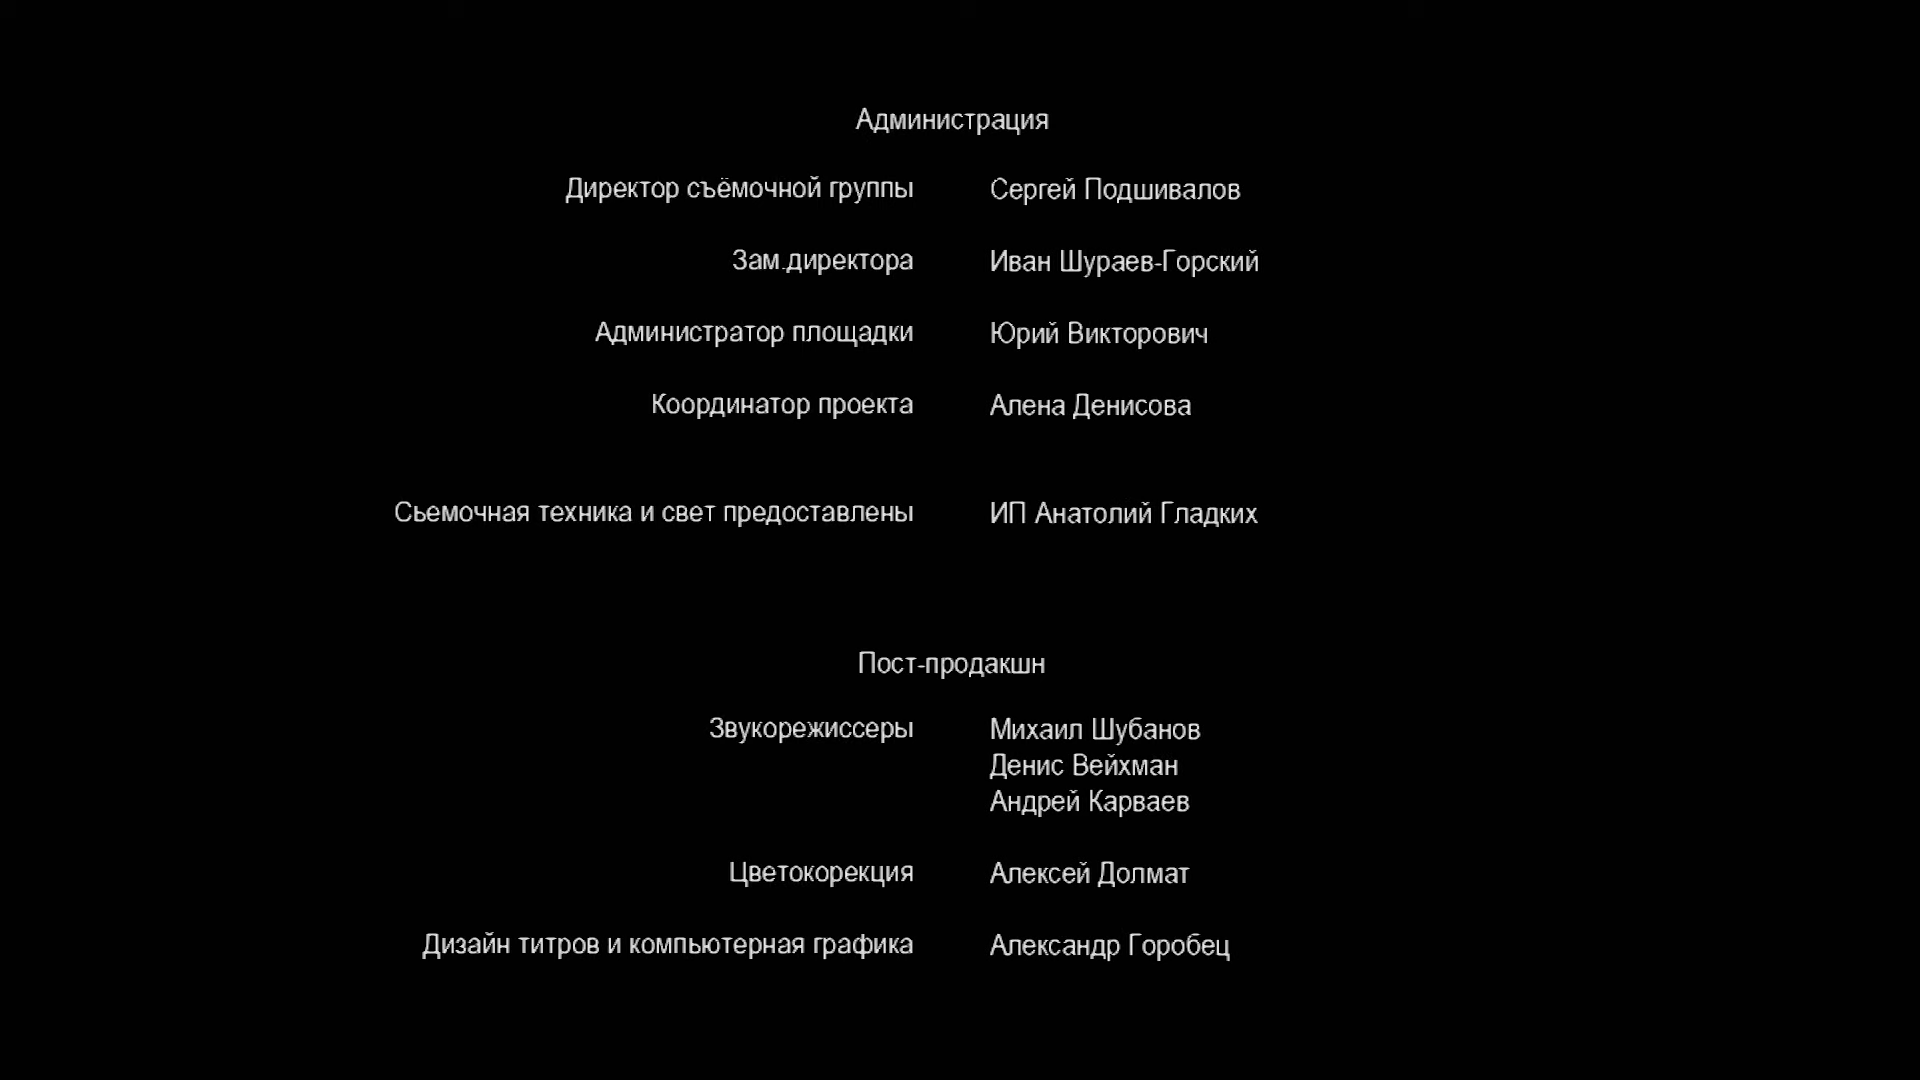 Администрация
Директор съёмочной группы Сергей Подшивалов
Зам.директора Иван Шураев-Горский
Администратор площадки Юрий Викторович
Координатор проекта Алена Денисова
Сьемочная техника и свет предоставлены ИП Анатолий Гладких
Пост-продакшн
Звукорежиссеры Михаил Шубанов
Денис Вейхман
Андрей Карваев
Цветокорекция Алексей Долмат
Дизайн титров и компьютерная графика Александр Горобец